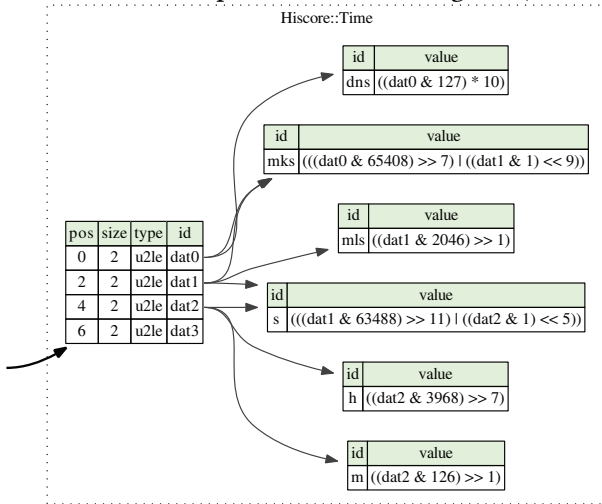 Hiscore::Time
id value
dns ((dat0 & 127) * 10)
id value
mks (((dat0 & 65408) >> 7) | ((dat1 & 1) << 9))
id value
mls ((dat1 & 2046) >> 1)
pos size type id
0 2 u2le dat0
2 2 u2le dat1
4 2 u2le dat2
6 2 u2le dat3
id value
s (((dat1 & 63488) >> 11) | ((dat2 & 1) << 5))
id value
h ((dat2 & 3968) >> 7)
id value
m ((dat2 & 126) >> 1)